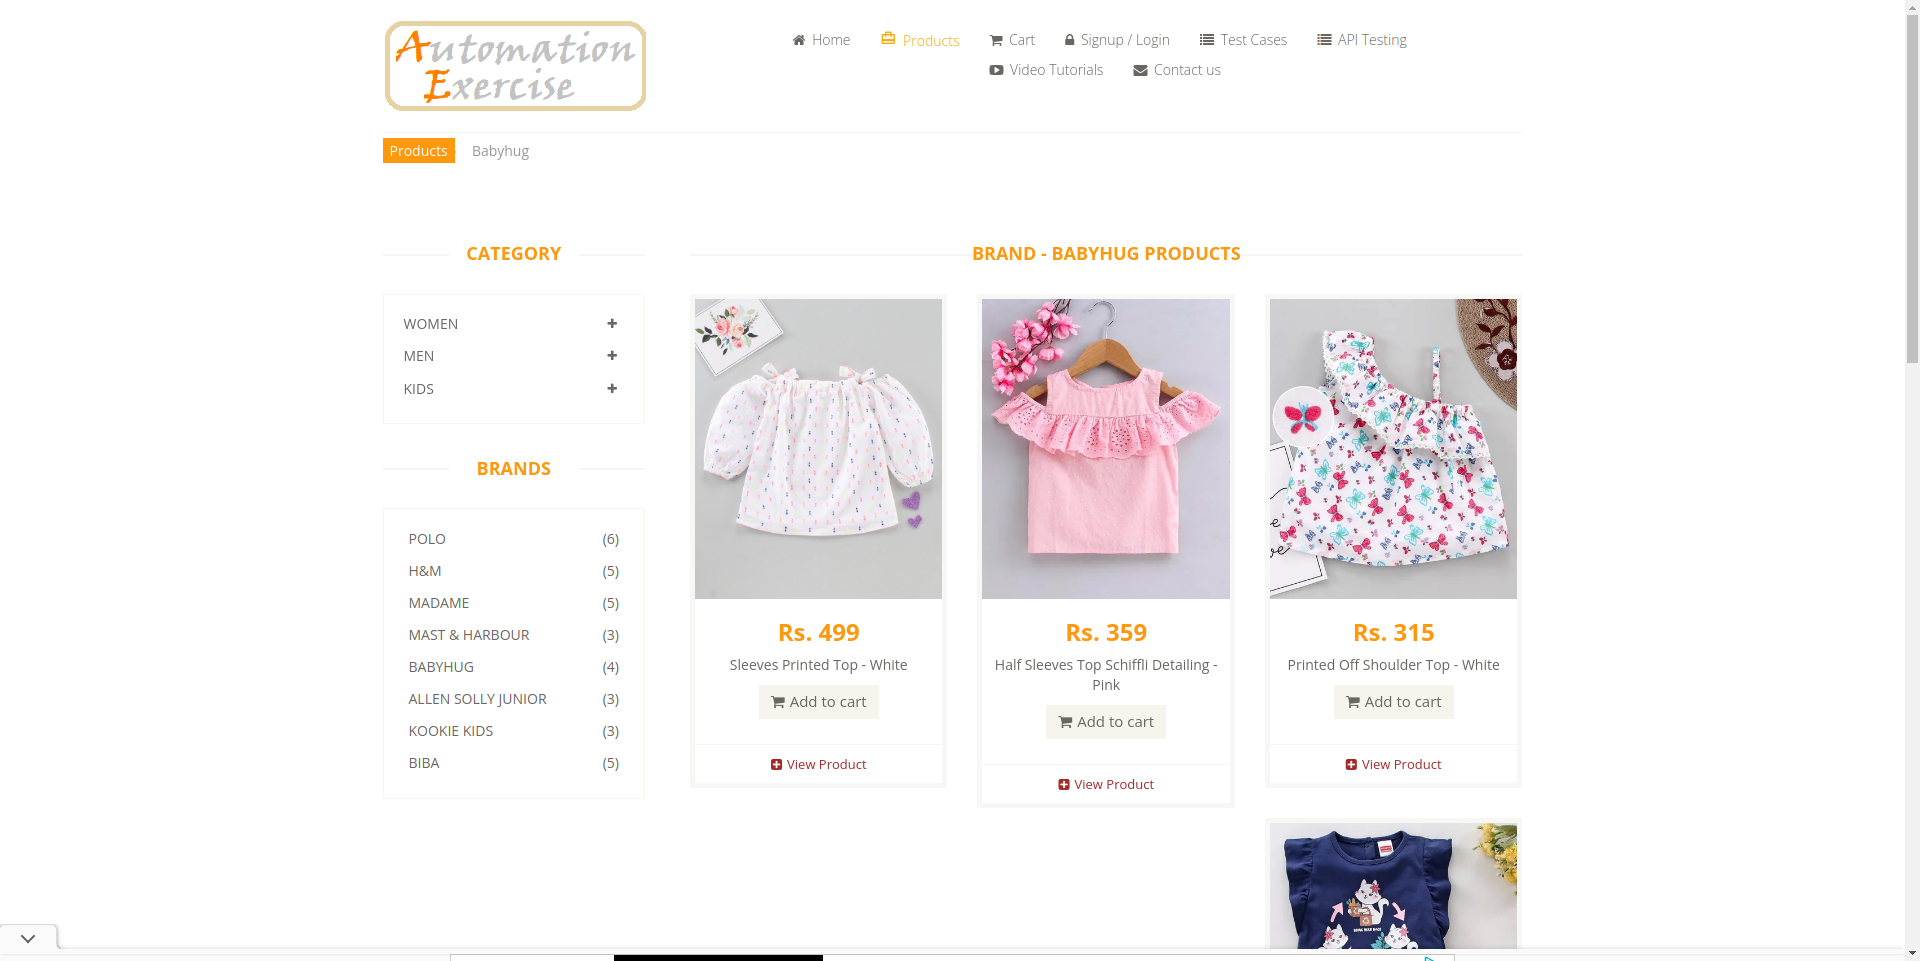 Automation
Exercise
Home
Products
Cart
Signup / Login
Test Cases
API Testing
Video Tutorials
Contact us
Products
Babyhug
CATEGORY
WOMEN
MEN
KIDS
BRANDS
POLO (6)
H&M (5)
MADAME (5)
MAST & HARBOUR (3)
BABYHUG (4)
ALLEN SOLLY JUNIOR (3)
KOOKIE KIDS (3)
BIBA (5)
BRAND - BABYHUG PRODUCTS
Rs. 499
Sleeves Printed Top - White
Add to cart
View Product
Rs. 359
Half Sleeves Top Schiffli Detailing -
Pink
Add to cart
View Product
Rs. 315
Printed Off Shoulder Top - White
Add to cart
View Product